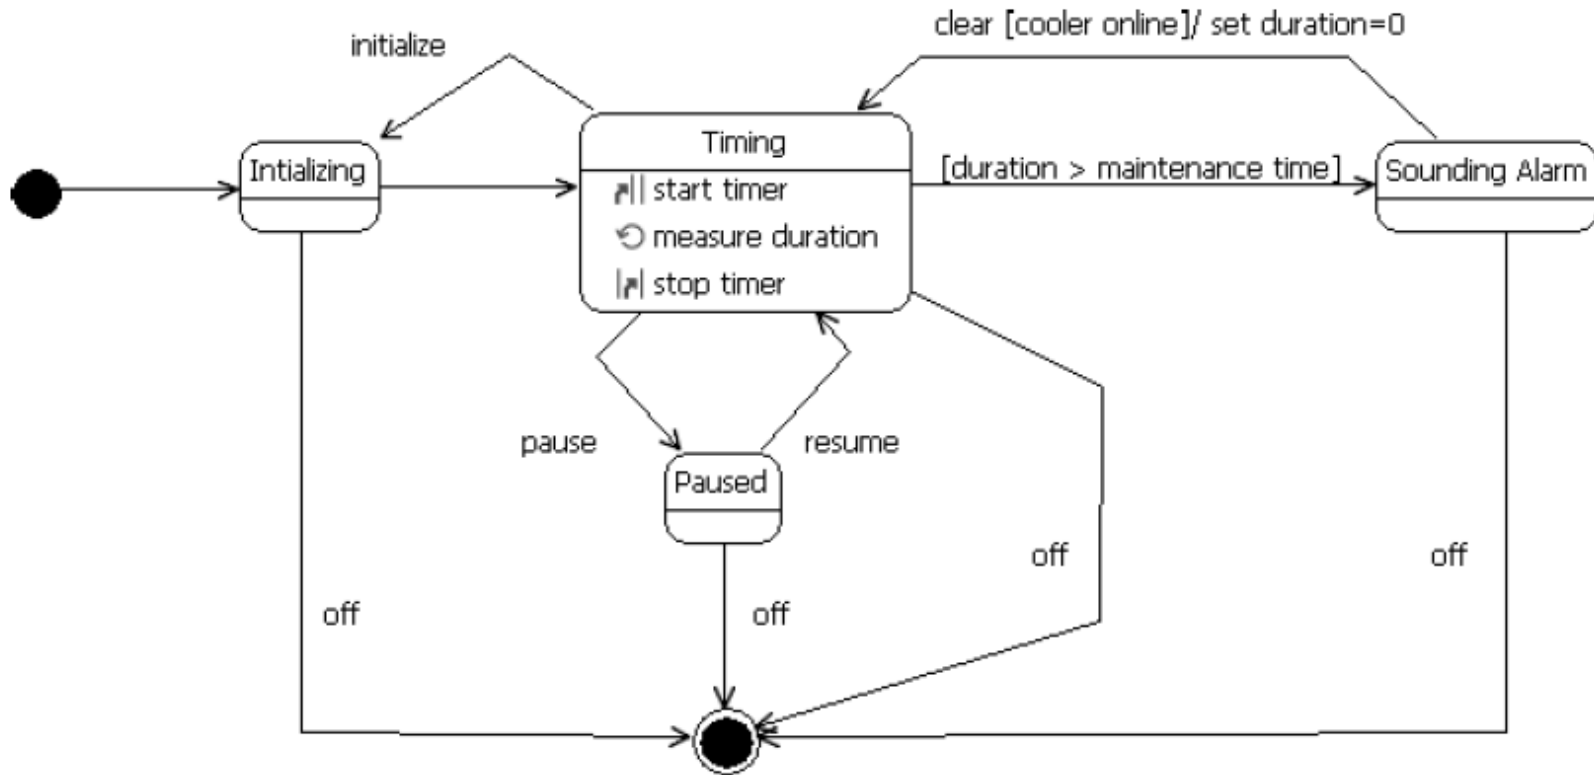 clear [cooler online]/ set duration=0
initialize
Timing
Intializing
[duration > maintenance time]
Sounding Alarm
start timer
measure duration
stop timer
pause
resume
Paused
off
off
off
off